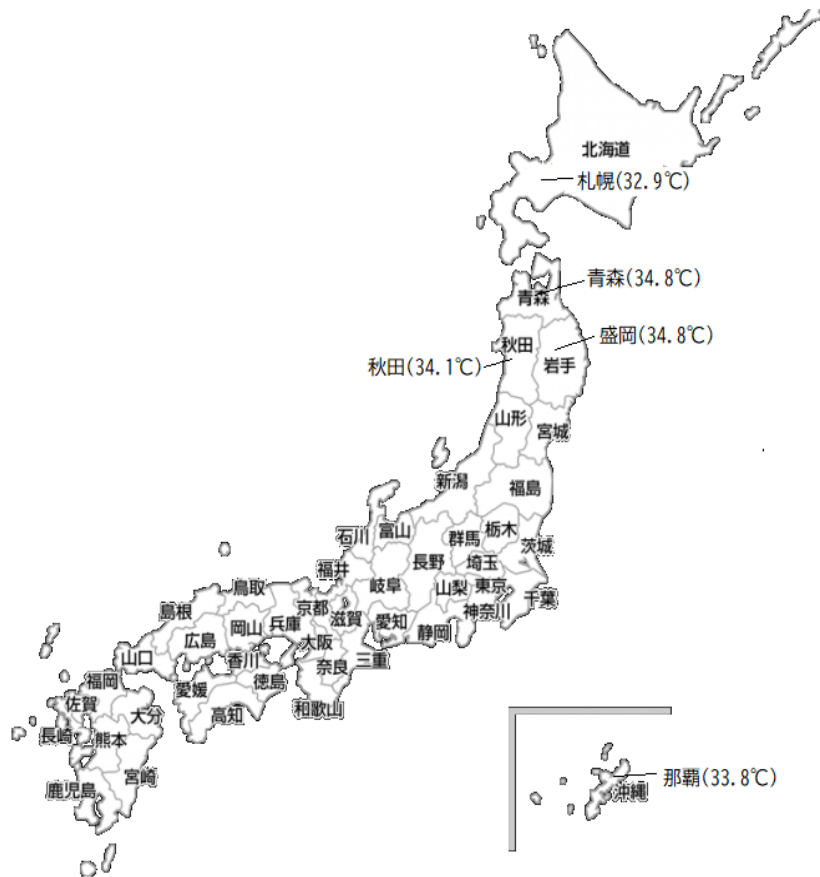 北海道
札幌(32.9℃)
青森(34.8℃)
青森
盛岡(34.8℃)
秋田
秋田(34.1℃)
岩手
山形
宮城
新潟
福島
石川
富山
群馬
栃木
茨城
福井
長野
埼玉
鳥取
岐阜
山梨
東京
千葉
島根
京都
滋賀
愛知
神奈川
岡山
兵庫
静岡
広島
大阪
山口
香川
奈良
三重
福岡
愛媛
徳島
佐賀
大分
高知
和歌山
長崎
熊本
宮崎
鹿児島
那覇(33.8℃)
沖縄